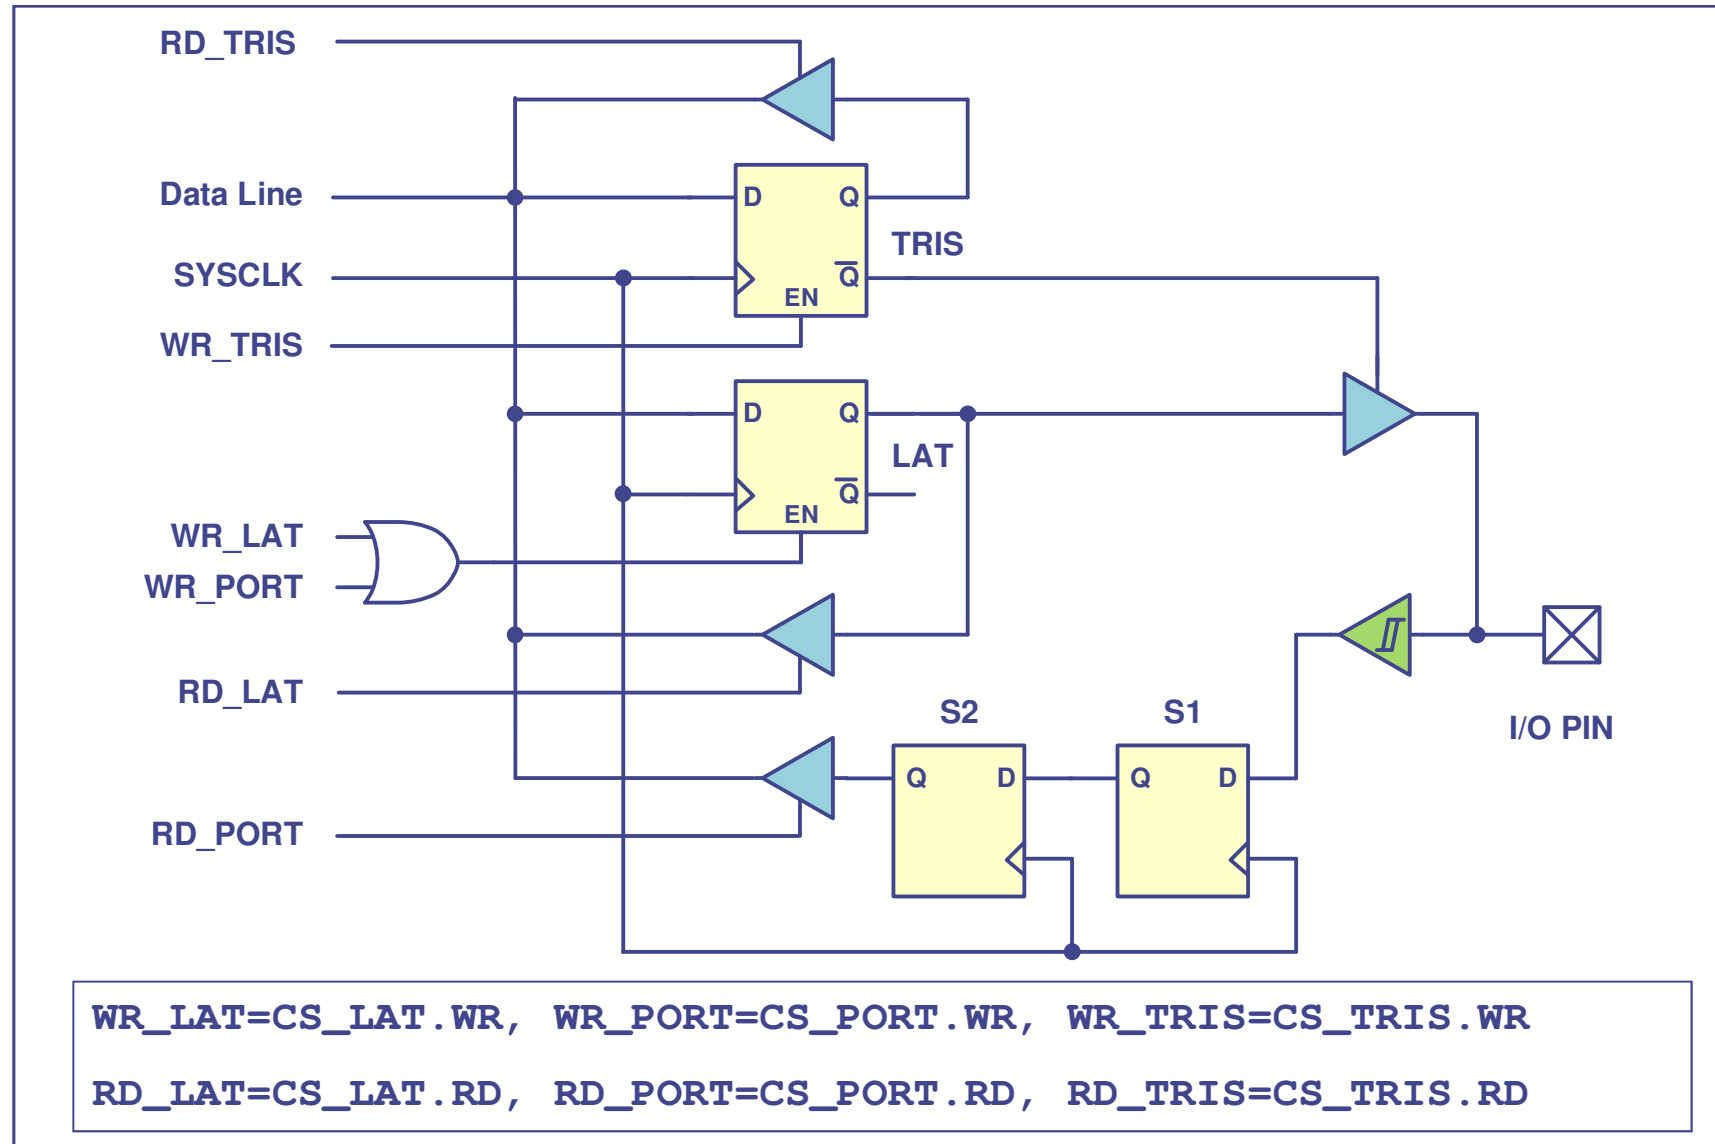 RD_TRIS
Data Line
D
Q
TRIS
SYSCLK
Q̅
EN
WR_TRIS
D
Q
LAT
Q̅
EN
WR_LAT
WR_PORT
RD_LAT
S2
S1
I/O PIN
Q
D
Q
D
RD_PORT
WR_LAT=CS_LAT.WR, WR_PORT=CS_PORT.WR, WR_TRIS=CS_TRIS.WR
RD_LAT=CS_LAT.RD, RD_PORT=CS_PORT.RD, RD_TRIS=CS_TRIS.RD